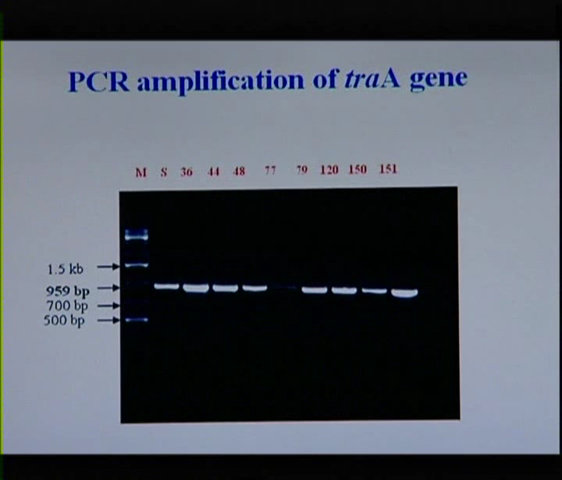 PCR amplification of traA gene
M S 36 44 48 77 79 120 150 151
1.5 kb
959 bp
700 bp
500 bp